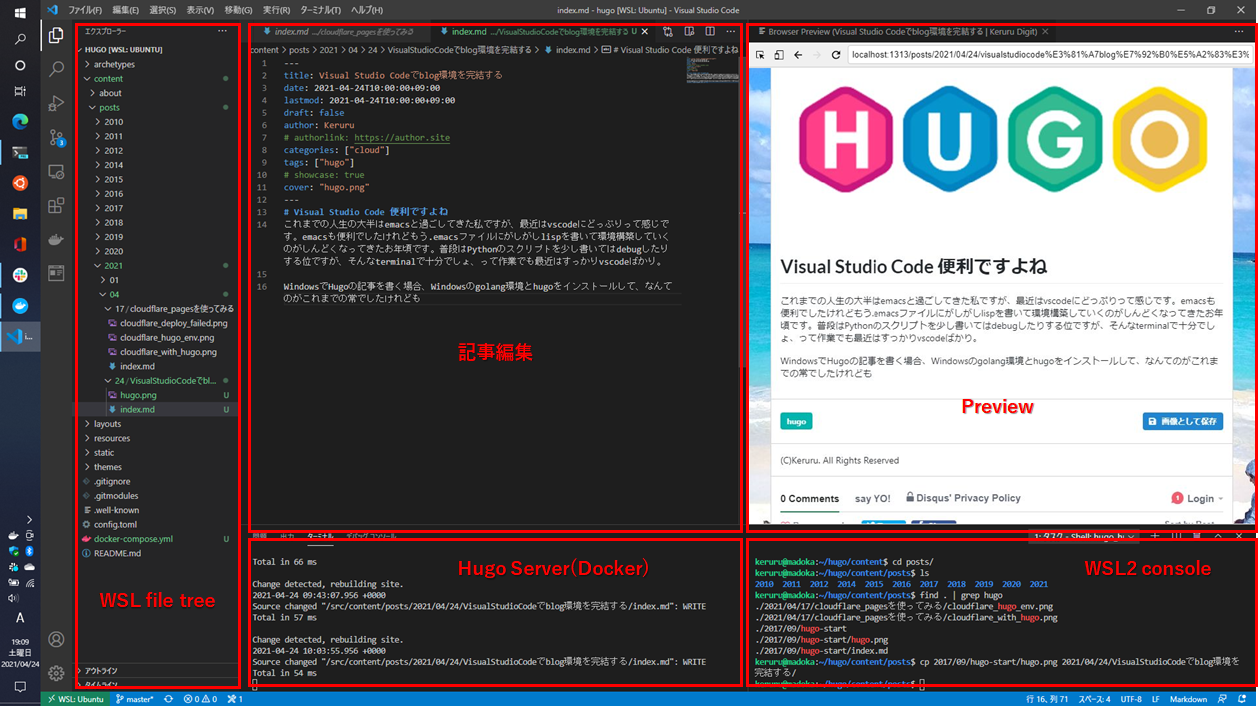 ファイル(F) 編集(E) 選択(S) 表示(V) 移動(G) 実行(R) ターミナル(T) ヘルプ(H)
index.md - hugo [WSL: Ubuntu] - Visual Studio Code
エクスプローラー
HUGO [WSL: UBUNTU]
archetypes
content
about
posts
2010
2011
2012
2014
2015
2016
2017
2018
2019
2020
2021
01
04
17 / cloudflare_pagesを使ってみる
cloudflare_deploy_failed.png
cloudflare_hugo_env.png
cloudflare_with_hugo.png
index.md
24 / VisualStudioCodeでbl...
hugo.png U
index.md U
layouts
resources
static
themes
.gitignore
.gitmodules
.well-known
config.toml
docker-compose.yml U
README.md
WSL file tree
アウトライン
タイムライン
3
i...
A
19:09
土曜日
2021/04/24
index.md .../cloudflare_pagesを使ってみる
index.md .../VisualStudioCodeでblog環境を完結する U
content > posts > 2021 > 04 > 24 > VisualStudioCodeでblog環境を完結する > index.md > # Visual Studio Code 便利ですよね
1 ---
2 title: Visual Studio Codeでblog環境を完結する
3 date: 2021-04-24T10:00:00+09:00
4 lastmod: 2021-04-24T10:00:00+09:00
5 draft: false
6 author: Keruru
7 # authorlink: https://author.site
8 categories: ["cloud"]
9 tags: ["hugo"]
10 # showcase: true
11 cover: "hugo.png"
12 ---
13 # Visual Studio Code 便利ですよね
14 これまでの人生の大半はemacsと過ごしてきた私ですが、最近はvscodeにどっぷりって感じで
す。emacsも便利でしたけれどもう.emacsファイルにがしがしlispを書いて環境構築していく
のがしんどくなってきたお年頃です。普段はPythonのスクリプトを少し書いてはdebugしたり
する位ですが、そんなterminalで十分でしょ、って作業でも最近はすっかりvscodeばかり。
15
16 WindowsでHugoの記事を書く場合、Windowsのgolang環境とhugoをインストールして、なんて
のがこれまでの常でしたけれども
記事編集
Browser Preview (Visual Studio Codeでblog環境を完結する | Keruru Digit)
localhost:1313/posts/2021/04/24/visualstudiocode%E3%81%A7blog%E7%92%B0%E5%A2%83%E3%
HUGO
Visual Studio Code 便利ですよね
これまでの人生の大半はemacsと過ごしてきた私ですが、最近はvscodeにどっぷりって感じです。emacsも
便利でしたけれどもう.emacsファイルにがしがしlispを書いて環境構築していくのがしんどくなってきたお年
頃です。普段はPythonのスクリプトを少し書いてはdebugしたりする位ですが、そんなterminalで十分でし
ょ、って作業でも最近はすっかりvscodeばかり。
WindowsでHugoの記事を書く場合、Windowsのgolang環境とhugoをインストールして、なんてのがこれま
での常でしたけれども
Preview
hugo
画像として保存
(C)Keruru. All Rights Reserved
0 Comments say YO! Disqus' Privacy Policy 1 Login
問題 出力 ターミナル デバッグ コンソール
1: タスク - Shell: hugo_h
Total in 66 ms
Change detected, rebuilding site.
2021-04-24 09:43:07.956 +0000
Source changed "/src/content/posts/2021/04/24/VisualStudioCodeでblog環境を完結する/index.md": WRITE
Total in 57 ms
Change detected, rebuilding site.
2021-04-24 10:03:55.956 +0000
Source changed "/src/content/posts/2021/04/24/VisualStudioCodeでblog環境を完結する/index.md": WRITE
Total in 54 ms
Hugo Server(Docker)
keruru@madoka:~/hugo/content$ cd posts/
keruru@madoka:~/hugo/content/posts$ ls
2010 2011 2012 2014 2015 2016 2017 2018 2019 2020 2021
keruru@madoka:~/hugo/content/posts$ find . | grep hugo
./2021/04/17/cloudflare_pagesを使ってみる/cloudflare_hugo_env.png
./2021/04/17/cloudflare_pagesを使ってみる/cloudflare_with_hugo.png
./2017/09/hugo-start
./2017/09/hugo-start/hugo.png
./2017/09/hugo-start/index.md
keruru@madoka:~/hugo/content/posts$ cp 2017/09/hugo-start/hugo.png 2021/04/24/VisualStudioCodeでblog環境を
完結する/
keruru@madoka:~/hugo/content/posts$
WSL2 console
WSL: Ubuntu master* 0 0 1
行 16、列 71 スペース: 4 UTF-8 LF Markdown